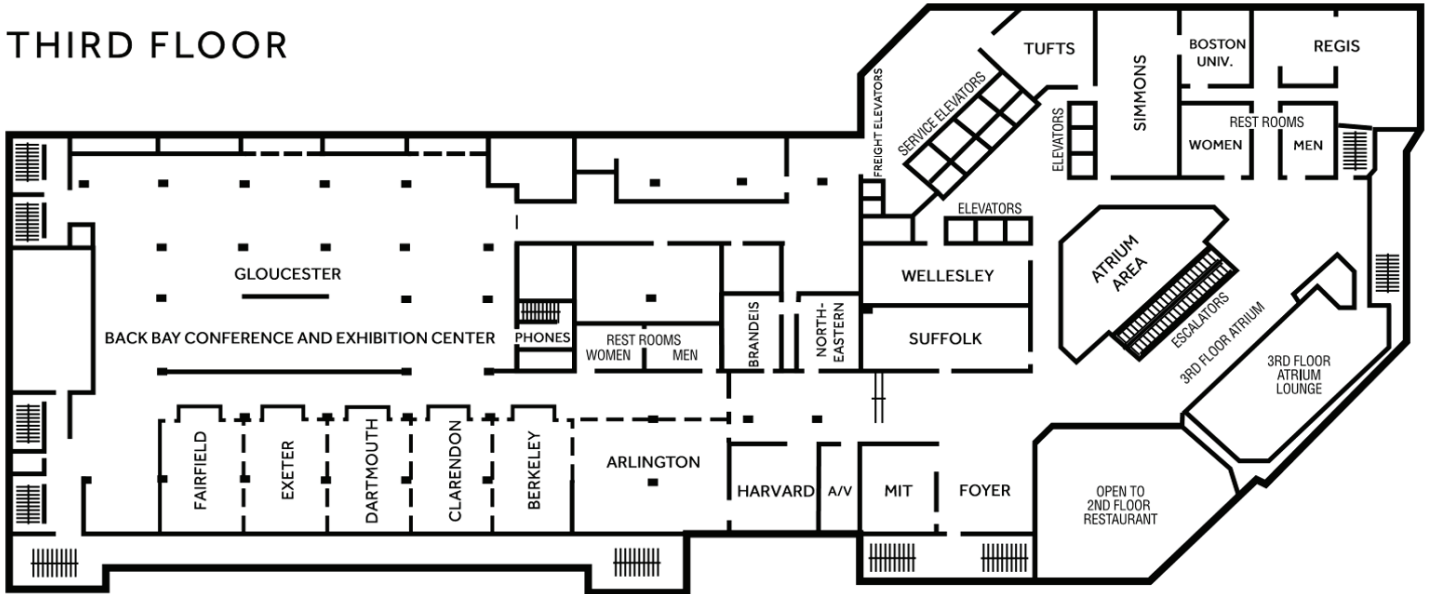 THIRD FLOOR
TUFTS
BOSTON
UNIV.
REGIS
SIMMONS
SERVICE ELEVATORS
FREIGHT ELEVATORS
ELEVATORS
REST ROOMS
WOMEN
MEN
ELEVATORS
GLOUCESTER
BACK BAY CONFERENCE AND EXHIBITION CENTER
PHONES
REST ROOMS
WOMEN
MEN
BRANDEIS
NORTH-
EASTERN
WELLESLEY
SUFFOLK
ATRIUM
AREA
ESCALATORS
3RD FLOOR ATRIUM
3RD FLOOR
ATRIUM
LOUNGE
FAIRFIELD
EXETER
DARTMOUTH
CLARENDON
BERKELEY
ARLINGTON
HARVARD
A/V
MIT
FOYER
OPEN TO
2ND FLOOR
RESTAURANT